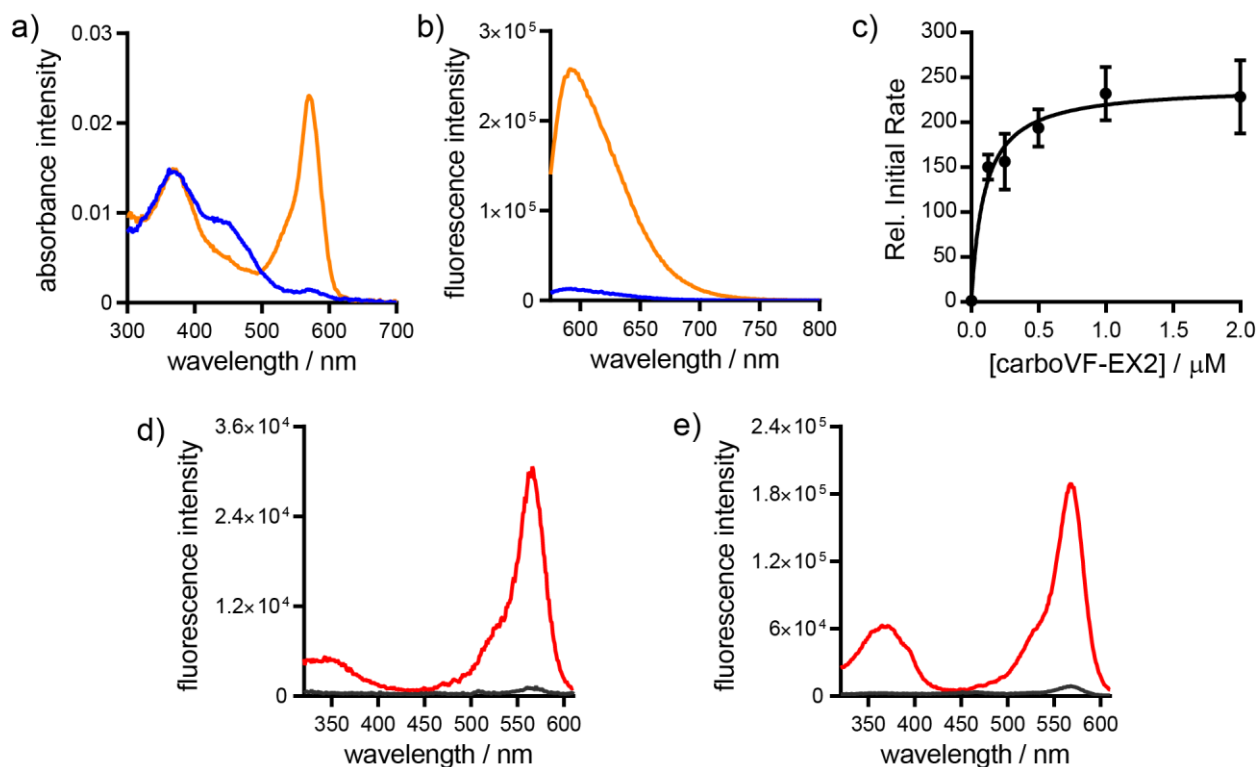 a)
absorbance intensity
0.03
0.02
0.01
0
300 400 500 600 700
wavelength / nm
b)
fluorescence intensity
3×10⁵
2×10⁵
1×10⁵
0
600 650 700 750 800
wavelength / nm
c)
Rel. Initial Rate
300
250
200
150
100
50
0
0.0 0.5 1.0 1.5 2.0
[carboVF-EX2] / μM
d)
fluorescence intensity
3.6×10⁴
2.4×10⁴
1.2×10⁴
0
350 400 450 500 550 600
wavelength / nm
e)
fluorescence intensity
2.4×10⁵
1.8×10⁵
1.2×10⁵
6×10⁴
0
350 400 450 500 550 600
wavelength / nm